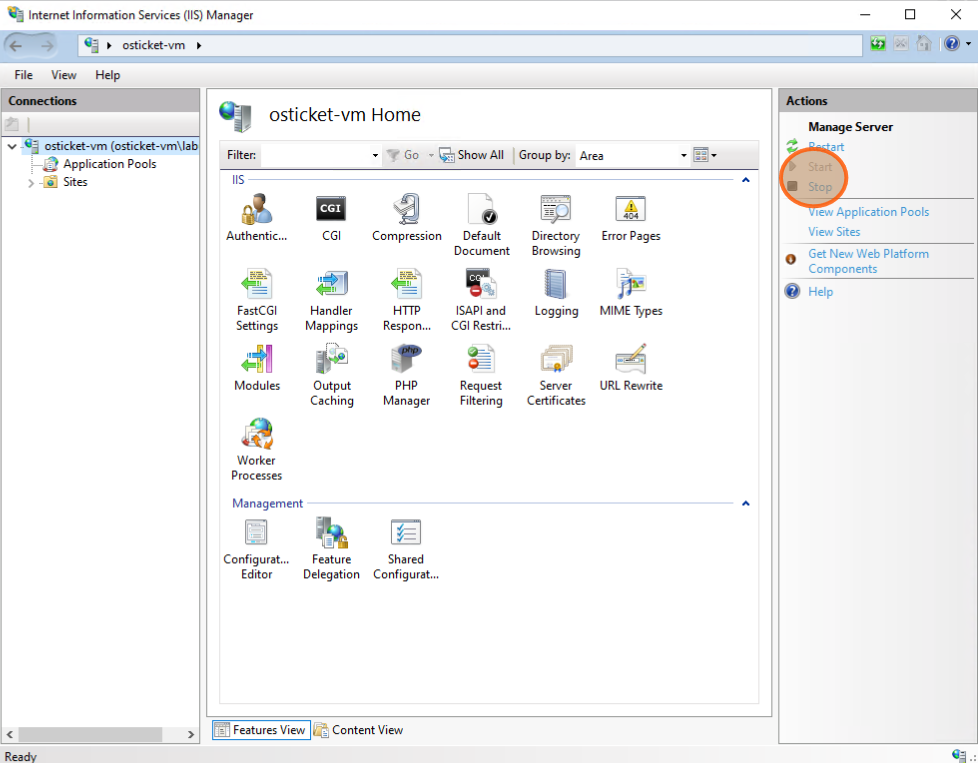 Internet Information Services (IIS) Manager
osticket-vm
File View Help
Connections
osticket-vm (osticket-vm\lab
Application Pools
Sites
osticket-vm Home
Filter: Go Show All Group by: Area
IIS
Authentic... CGI Compression Default Document Directory Browsing Error Pages
CGI
404
FastCGI Settings Handler Mappings HTTP Respon... ISAPI and CGI Restri... Logging MIME Types
CGI
Modules Output Caching PHP Manager Request Filtering Server Certificates URL Rewrite
php
Worker Processes
Management
Configurat... Editor Feature Delegation Shared Configurat...
Features View Content View
Actions
Manage Server
Restart
Start
Stop
View Application Pools
View Sites
Get New Web Platform
Components
Help
Ready